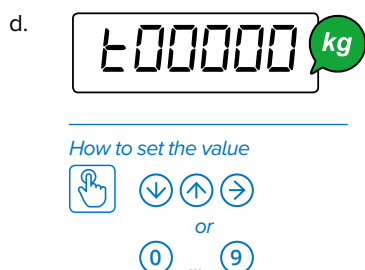 d.
t00000 kg
How to set the value
or
0 ... 9